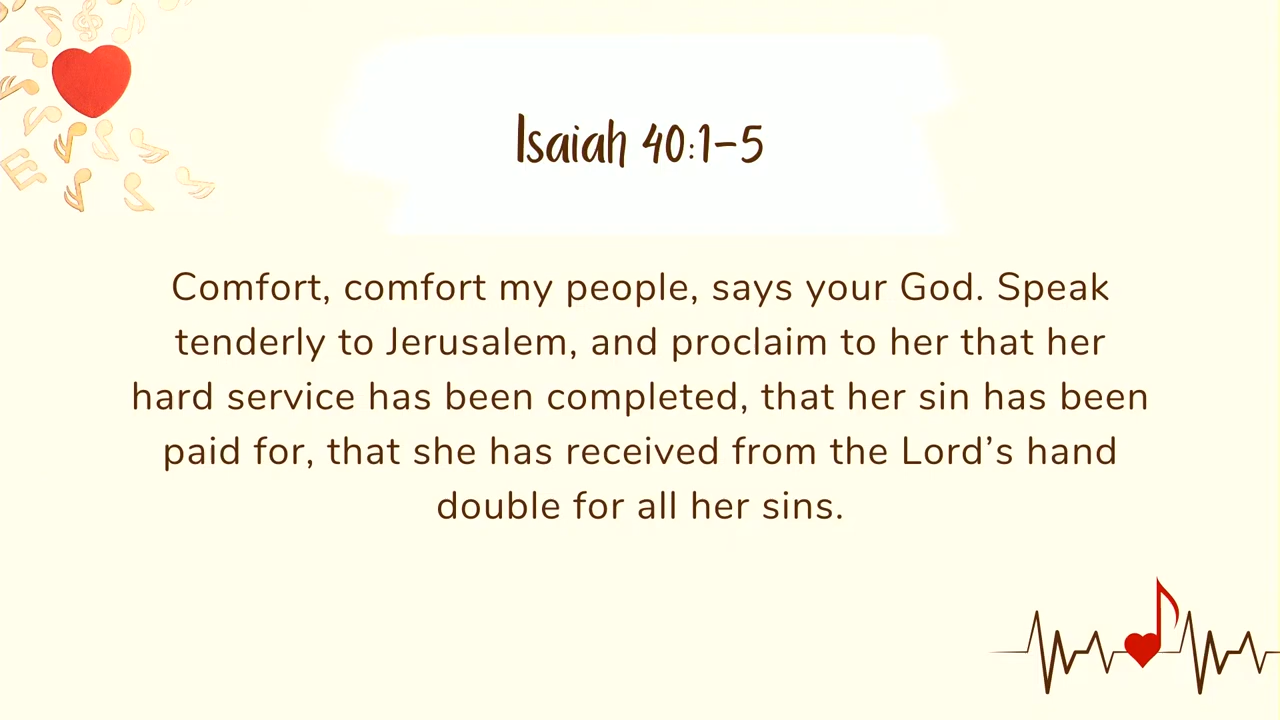 Isaiah 40:1-5
Comfort, comfort my people, says your God. Speak
tenderly to Jerusalem, and proclaim to her that her
hard service has been completed, that her sin has been
paid for, that she has received from the Lord’s hand
double for all her sins.